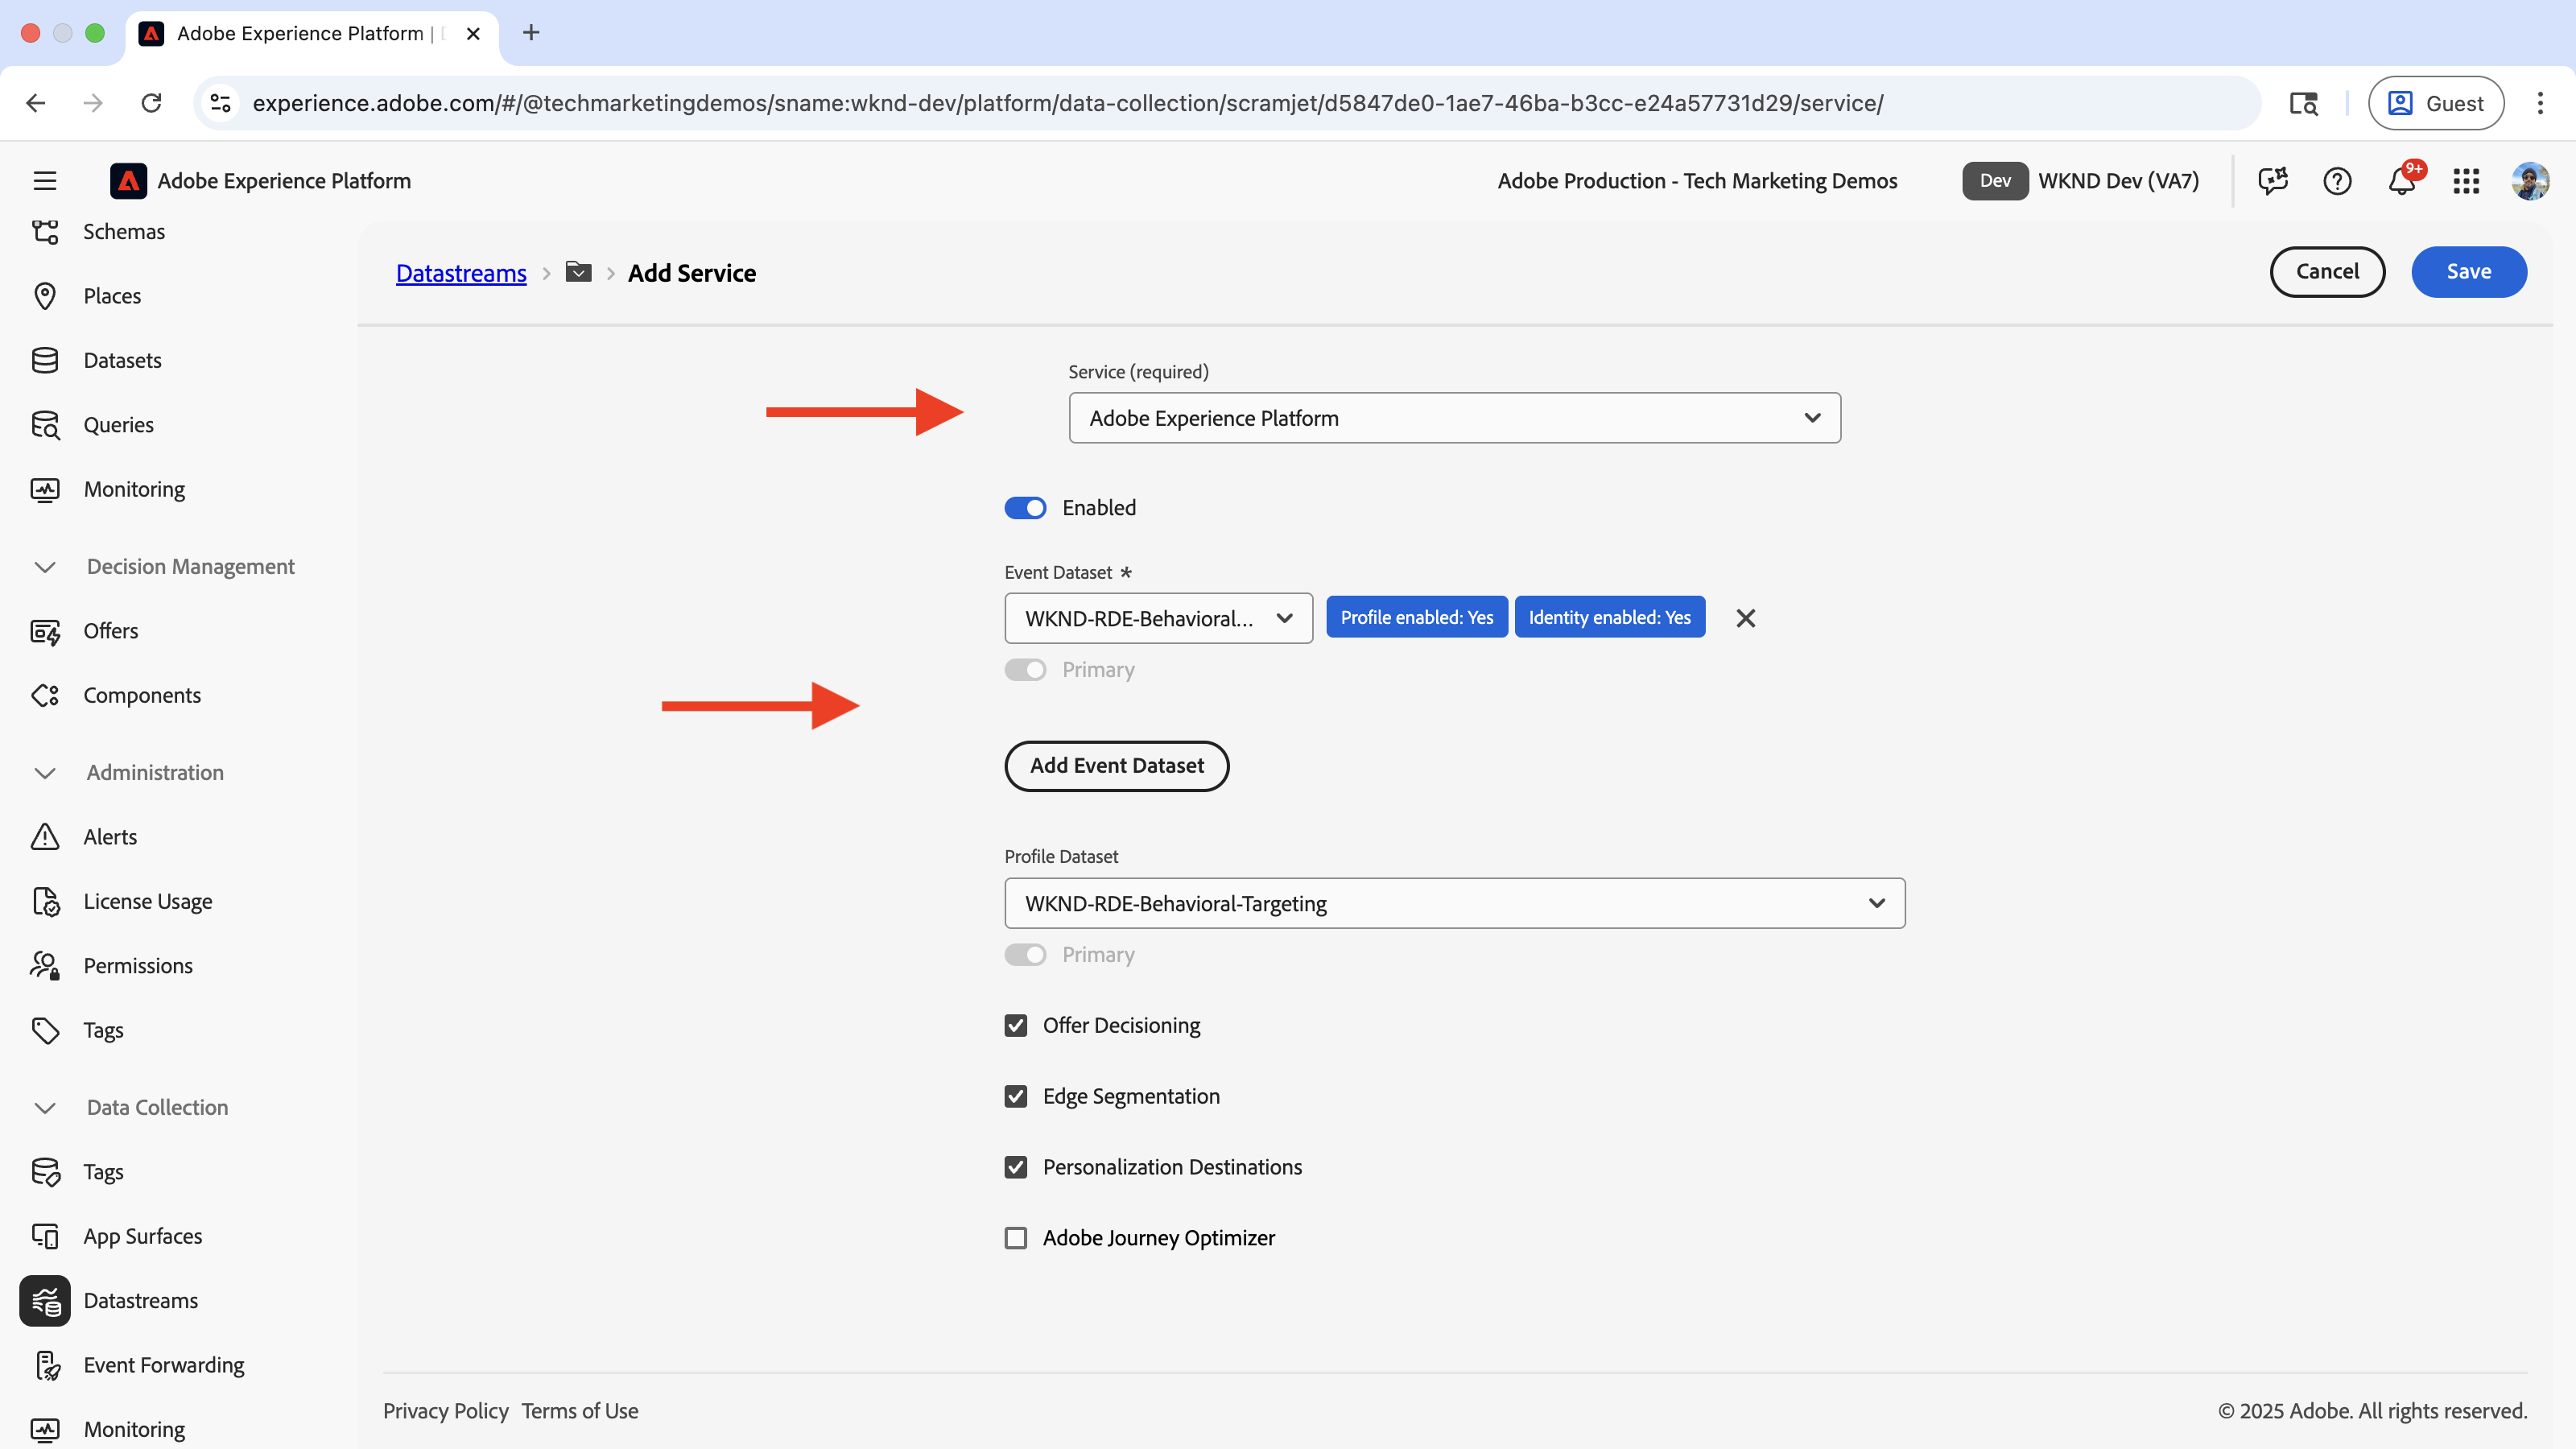 Adobe Experience Platform |
experience.adobe.com/#/@techmarketingdemos/sname:wknd-dev/platform/data-collection/scramjet/d5847de0-1ae7-46ba-b3cc-e24a57731d29/service/
Guest
Adobe Experience Platform
Adobe Production - Tech Marketing Demos
Dev
WKND Dev (VA7)
9+
Schemas
Places
Datasets
Queries
Monitoring
Decision Management
Offers
Components
Administration
Alerts
License Usage
Permissions
Tags
Data Collection
Tags
App Surfaces
Datastreams
Event Forwarding
Monitoring
Datastreams
Add Service
Cancel
Save
Service (required)
Adobe Experience Platform
Enabled
Event Dataset *
WKND-RDE-Behavioral...
Profile enabled: Yes
Identity enabled: Yes
Primary
Add Event Dataset
Profile Dataset
WKND-RDE-Behavioral-Targeting
Primary
Offer Decisioning
Edge Segmentation
Personalization Destinations
Adobe Journey Optimizer
Privacy Policy
Terms of Use
© 2025 Adobe. All rights reserved.